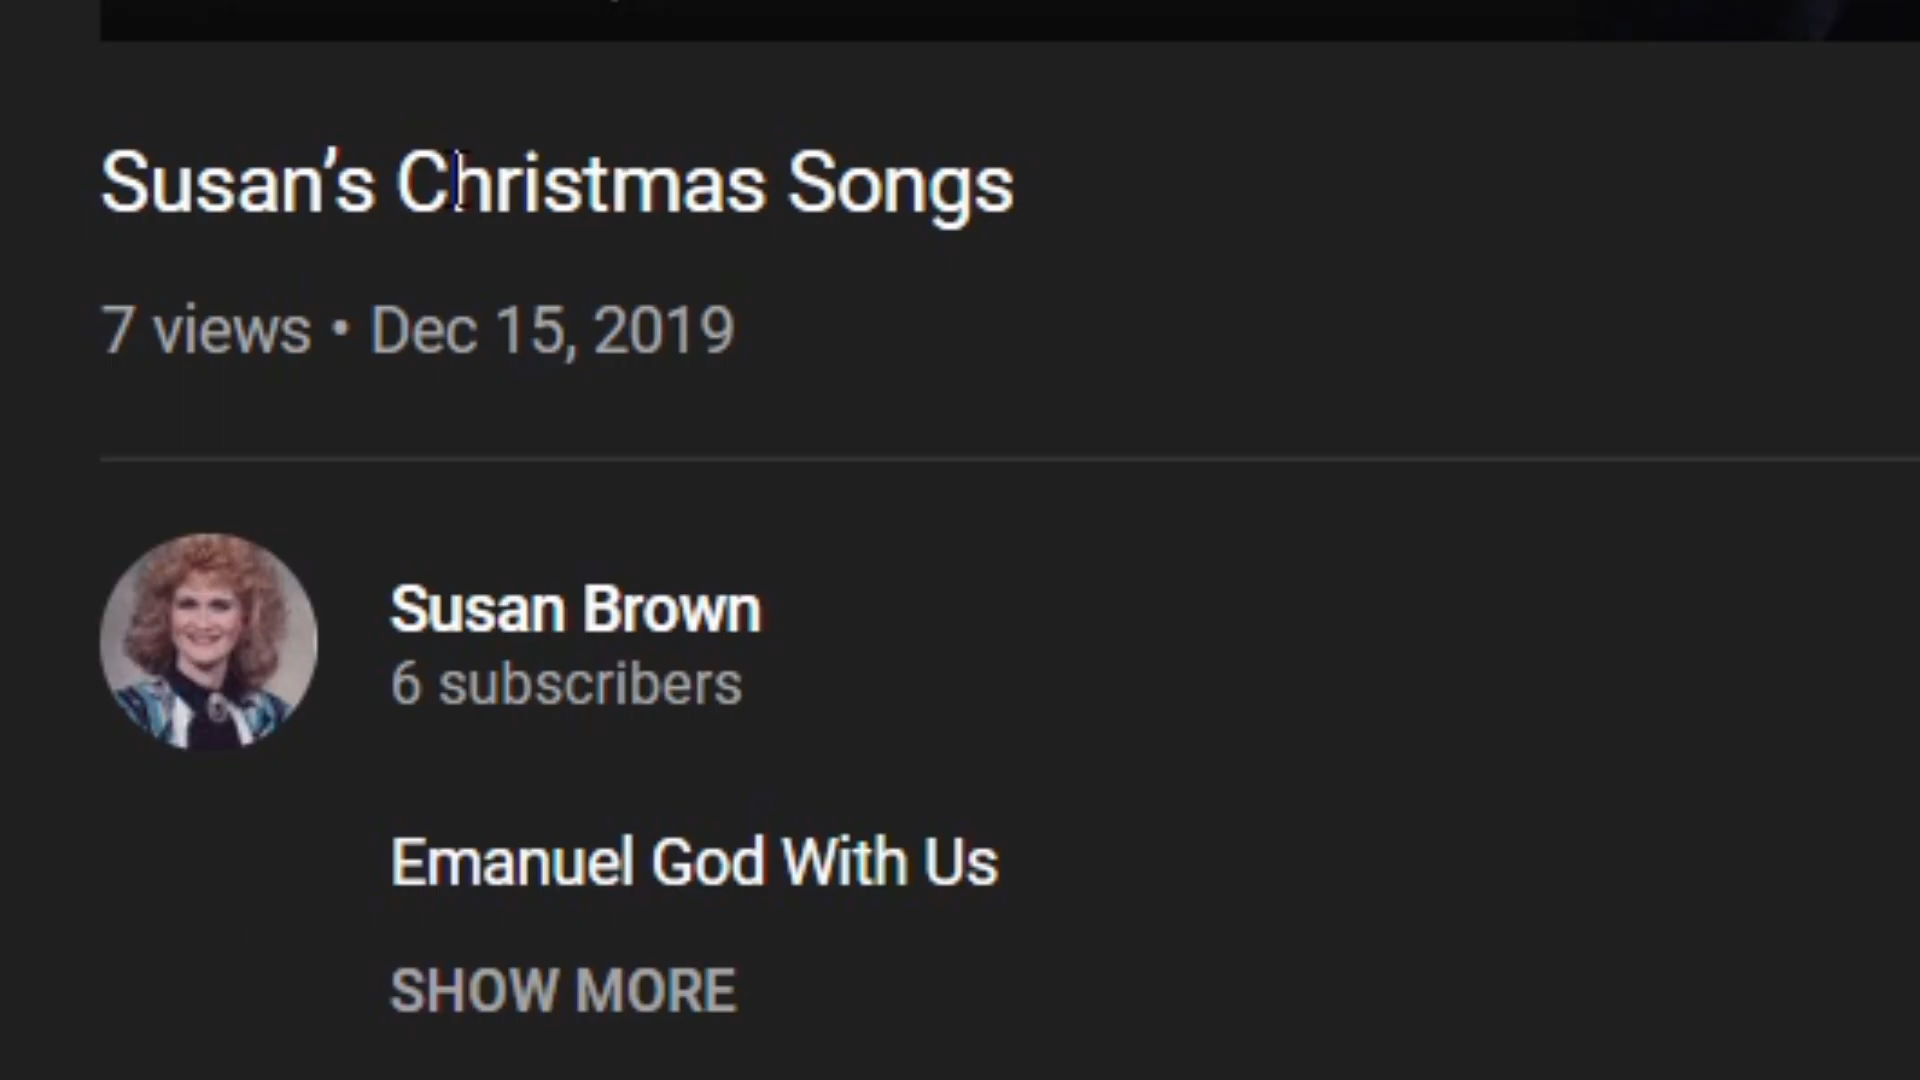 Susan’s Christmas Songs
7 views • Dec 15, 2019
Susan Brown
6 subscribers
Emanuel God With Us
SHOW MORE